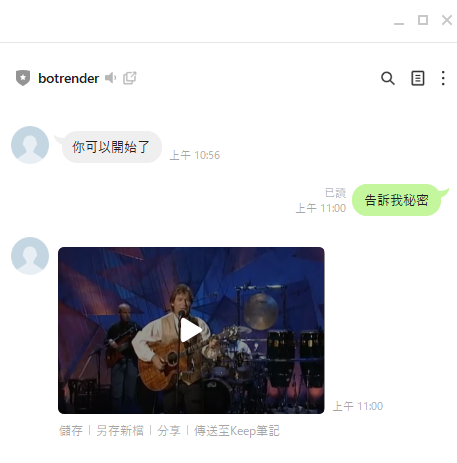 botrender
你可以開始了
上午 10:56
已讀
上午 11:00
告訴我秘密
上午 11:00
儲存 | 另存新檔 | 分享 | 傳送至Keep筆記